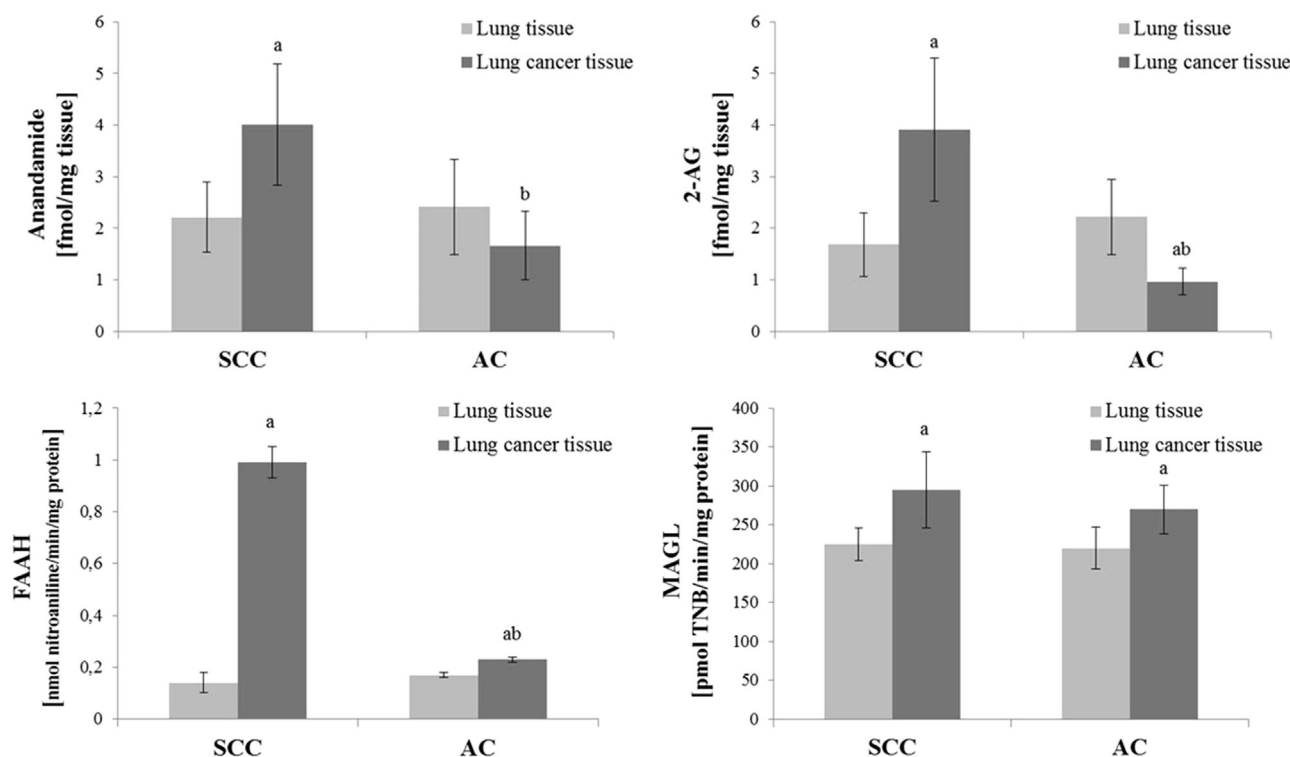 Anandamide
[fmol/mg tissue]
6
5
4
3
2
1
0
Lung tissue
Lung cancer tissue
a
b
SCC
AC
2-AG
[fmol/mg tissue]
6
5
4
3
2
1
0
Lung tissue
Lung cancer tissue
a
ab
SCC
AC
FAAH
[nmol nitroaniline/min/mg protein]
1,2
1
0,8
0,6
0,4
0,2
0
Lung tissue
Lung cancer tissue
a
ab
SCC
AC
MAGL
[pmol TNB/min/mg protein]
400
350
300
250
200
150
100
50
0
Lung tissue
Lung cancer tissue
a
a
SCC
AC